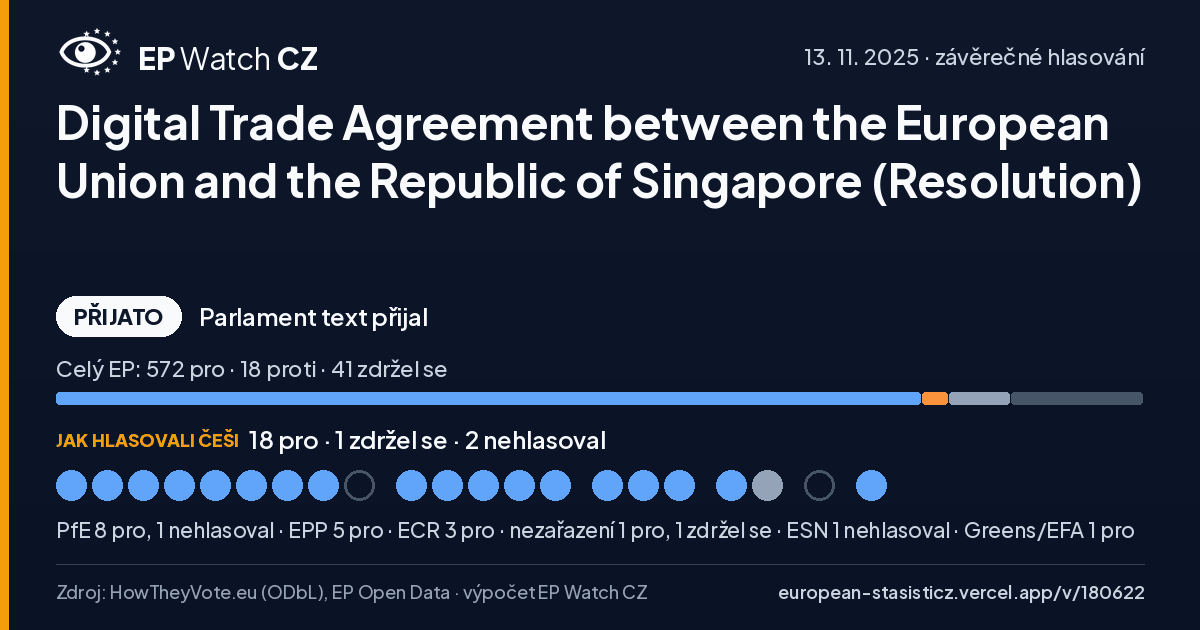 EP Watch CZ
13. 11. 2025 · závěrečné hlasování
Digital Trade Agreement between the European
Union and the Republic of Singapore (Resolution)
PŘIJATO Parlament text přijal
Celý EP: 572 pro · 18 proti · 41 zdržel se
JAK HLASOVALI ČEŠI 18 pro · 1 zdržel se · 2 nehlasoval
PfE 8 pro, 1 nehlasoval · EPP 5 pro · ECR 3 pro · nezařazení 1 pro, 1 zdržel se · ESN 1 nehlasoval · Greens/EFA 1 pro
Zdroj: HowTheyVote.eu (ODbL), EP Open Data · výpočet EP Watch CZ
european-stasisticz.vercel.app/v/180622